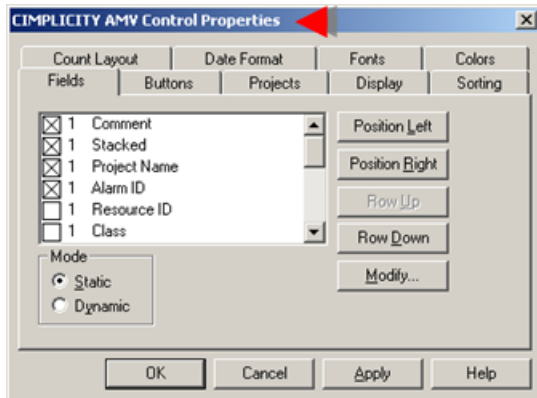 CIMPLICITY AMV Control Properties
Count Layout Date Format Fonts Colors
Fields Buttons Projects Display Sorting
1 Comment
1 Stacked
1 Project Name
1 Alarm ID
1 Resource ID
1 Class
Position Left
Position Right
Row Up
Row Down
Modify...
Mode
Static
Dynamic
OK Cancel Apply Help